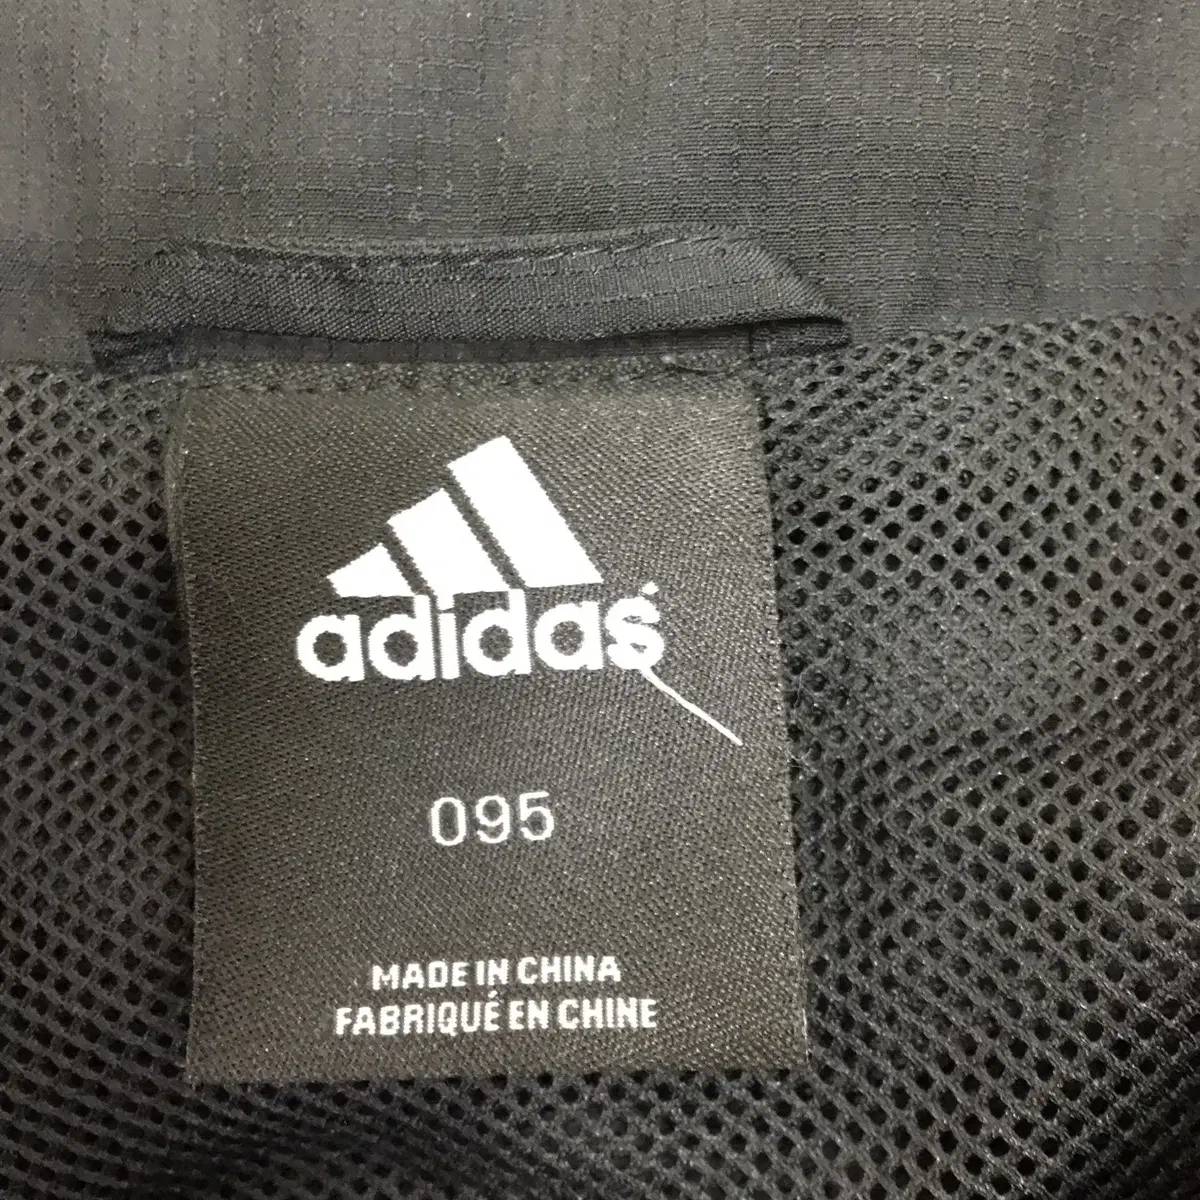 adidas
095
MADE IN CHINA
FABRIQUÉ EN CHINE